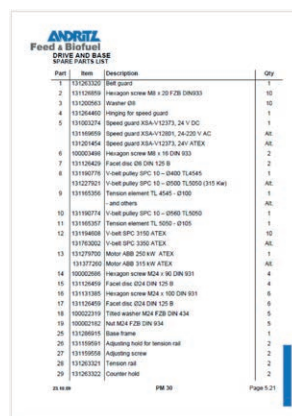 ANDRITZ
Feed & Biofuel
DRIVE AND BASE
SPARE PARTS LIST
Part Item Description Qty
1 131263320 Belt guard 1
2 131126859 Hexagon screw M8 x 20 FZB DIN933 10
3 131200563 Washer Ø8 10
4 131264460 Hinging for speed guard 1
5 131003274 Speed guard XSA-V12373, 24 V DC 1
131169659 Speed guard XSA-V12801, 24-220 V AC Alt.
131201454 Speed guard XSA-V12373, 24V ATEX Alt.
6 100003498 Hexagon screw M8 x 16 DIN 933 2
7 131126429 Facet disc Ø8 DIN 125 B 2
8 131190776 V-belt pulley SPC 10 – Ø400 TL4545 1
131227921 V-belt pulley SPC 10 – Ø500 TL5050 (315 Kw) Alt.
9 131165356 Tension element TL 4545 - Ø100 1
- and others Alt.
10 131190774 V-belt pulley SPC 10 – Ø560 TL5050 1
11 131165357 Tension element TL 5050 - Ø105 1
12 131194608 V-belt SPC 3150 ATEX 10
131763002 V-belt SPC 3350 ATEX Alt.
13 131279700 Motor ABB 250 kW ATEX 1
131377260 Motor ABB 315 kW ATEX Alt.
14 100002586 Hexagon screw M24 x 90 DIN 931 4
15 131126459 Facet disc Ø24 DIN 125 B 4
16 131131385 Hexagon screw M24 x 100 DIN 931 6
17 131126459 Facet disc Ø24 DIN 125 B 6
18 100022319 Tilted washer M24 FZB DIN 434 5
19 100002162 Nut M24 FZB DIN 934 5
25 131286915 Base frame 1
26 131159591 Adjusting hold for tension rail 2
27 131159558 Adjusting screw 2
28 131263321 Tension rail 2
29 131263322 Counter hold 2
PM 30 Page 5.21